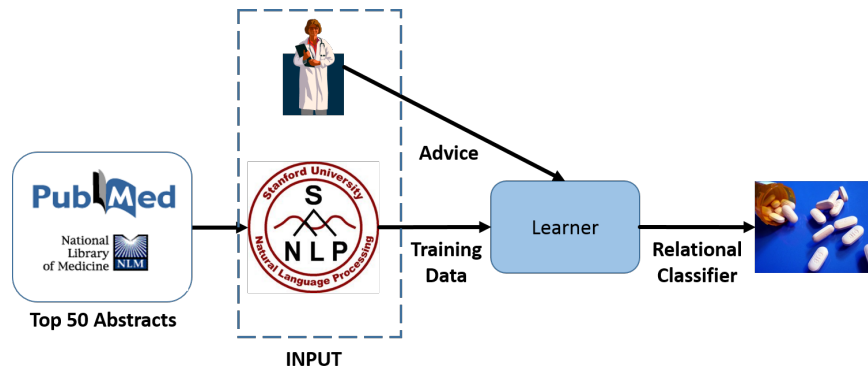 PubMed
National
Library
of Medicine
NLM
Top 50 Abstracts
Stanford University
S
NLP
Natural Language Processing
INPUT
Advice
Training
Data
Learner
Relational
Classifier